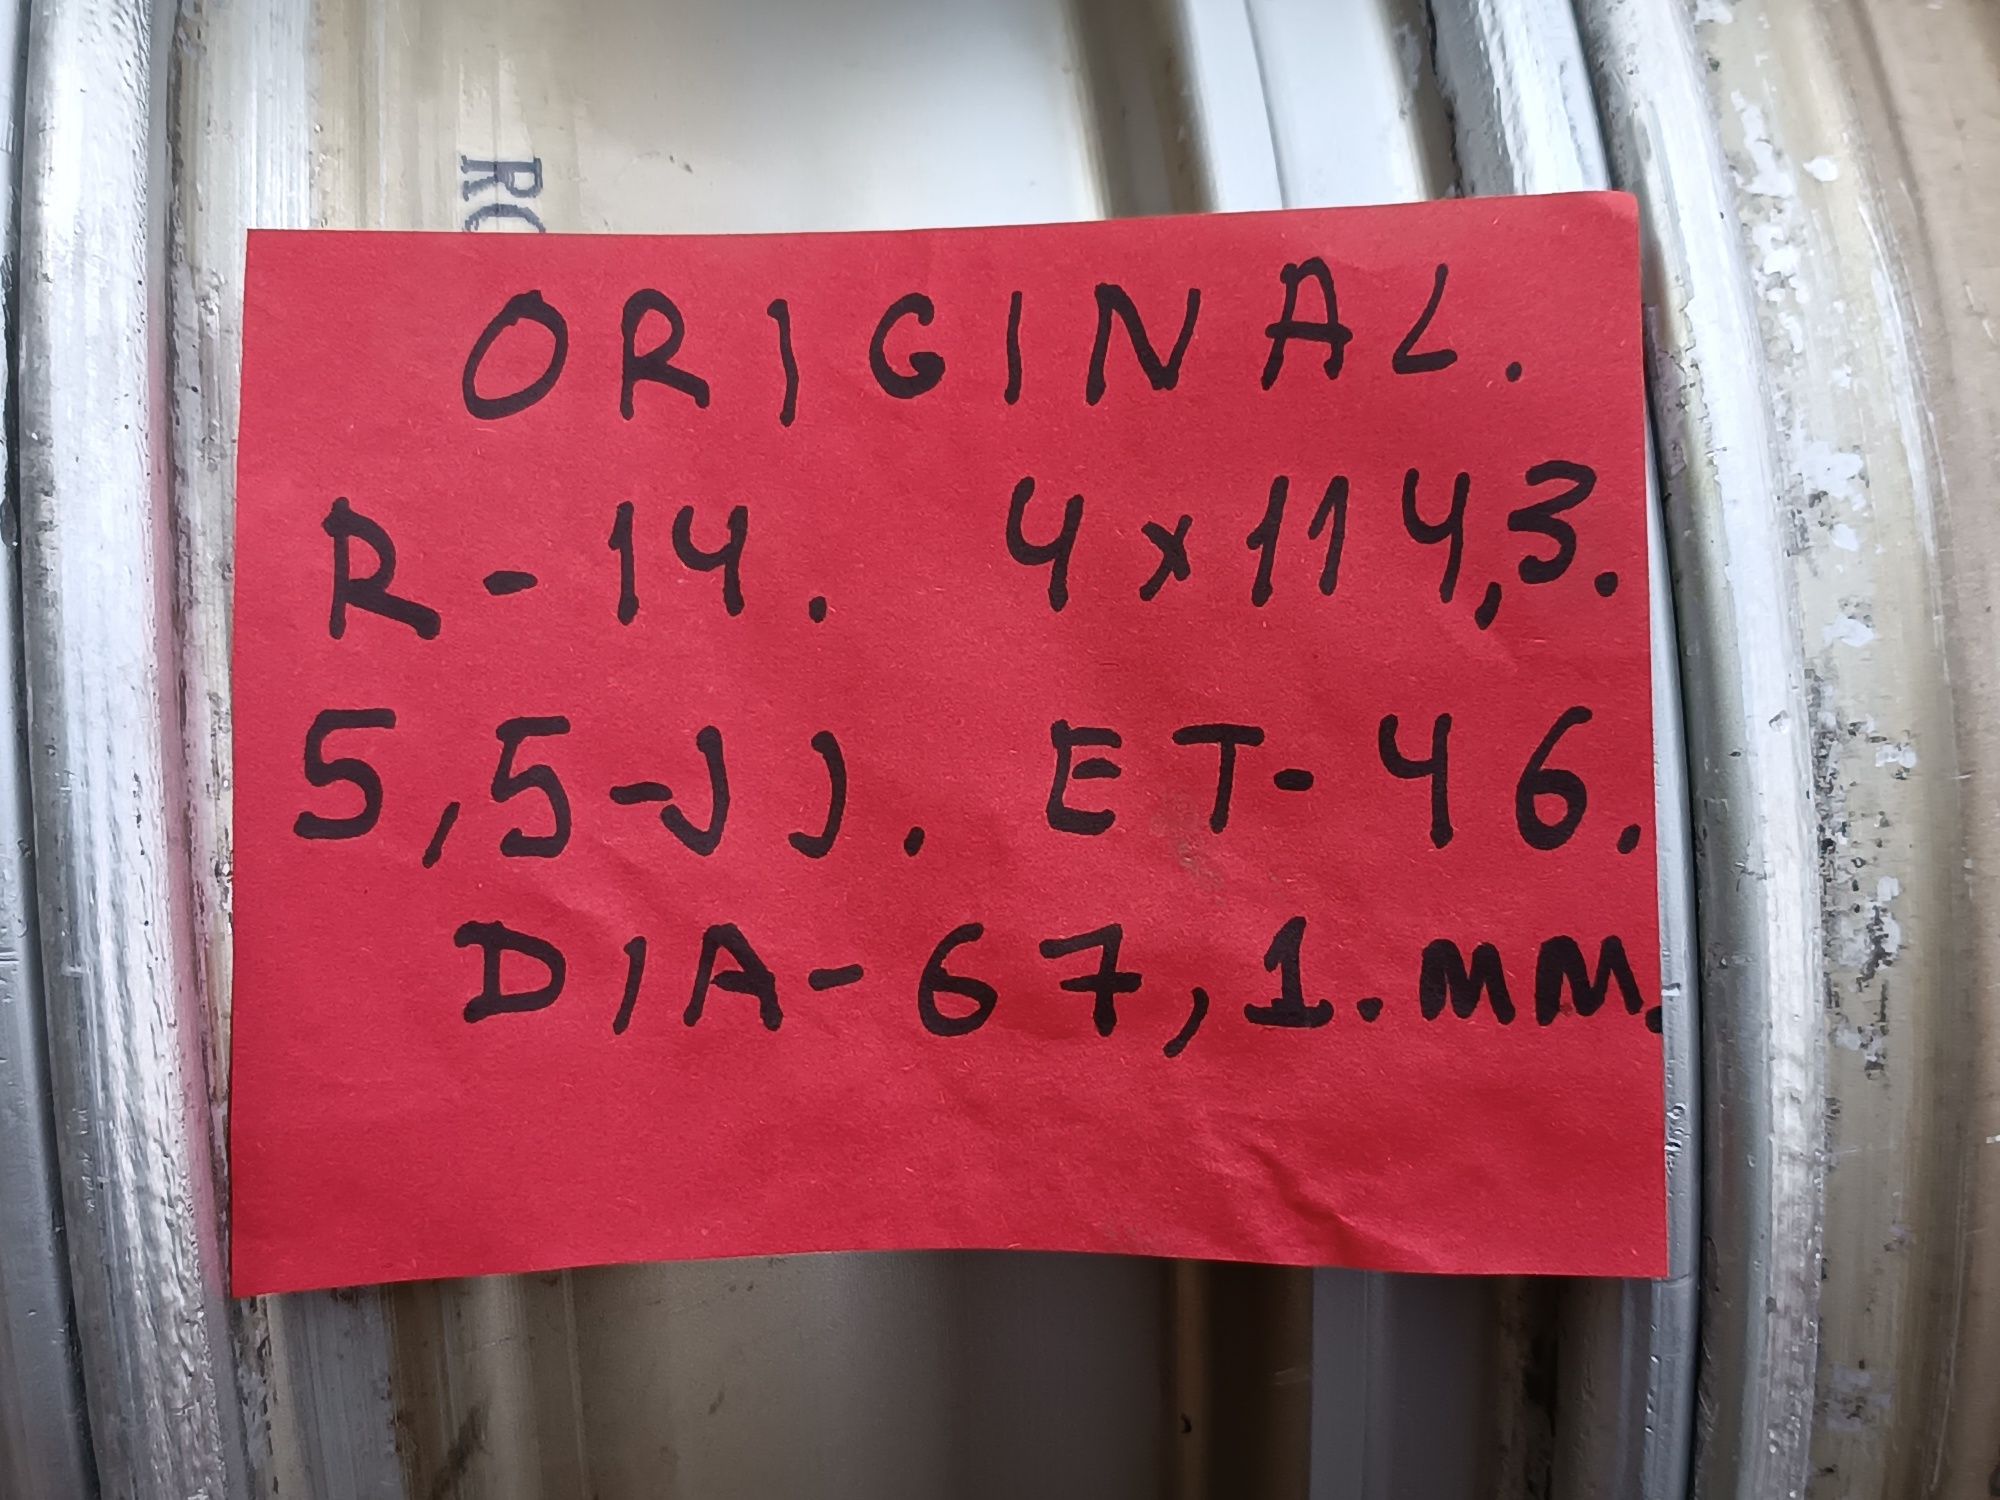 ORIGINAL.
R-14. 4x114,3.
5,5-JJ. ET-46.
DIA-67,1.MM.